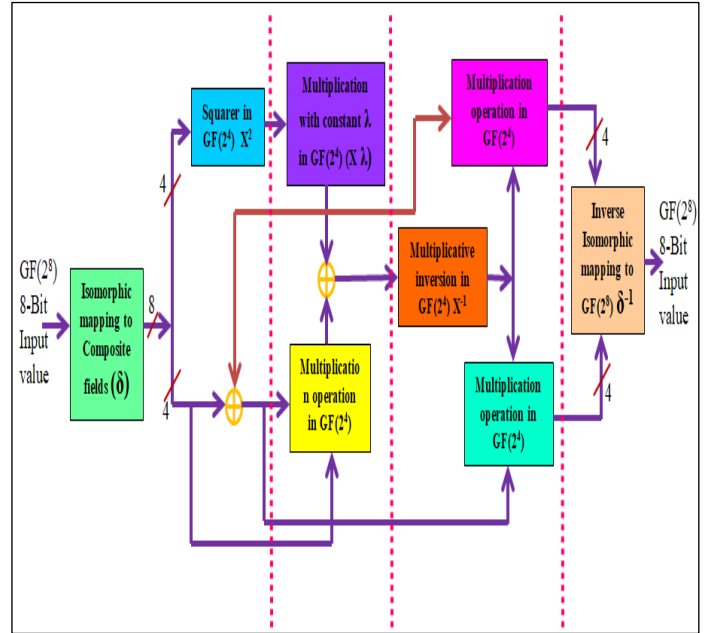 GF(2⁸)
8-Bit
Input
value
Isomorphic
mapping to
Composite
fields (δ)
8
4
4
Squarer in
GF(2⁴) X²
Multiplication
with constant λ
in GF(2⁴) (X λ)
Multiplicatio
n operation
in GF(2⁴)
Multiplicative
inversion in
GF(2⁴) X⁻¹
Multiplication
operation in
GF(2⁴)
Multiplication
operation in
GF(2⁴)
4
4
Inverse
Isomorphic
mapping to
GF(2⁸) δ⁻¹
GF(2⁸)
8-Bit
Input
value